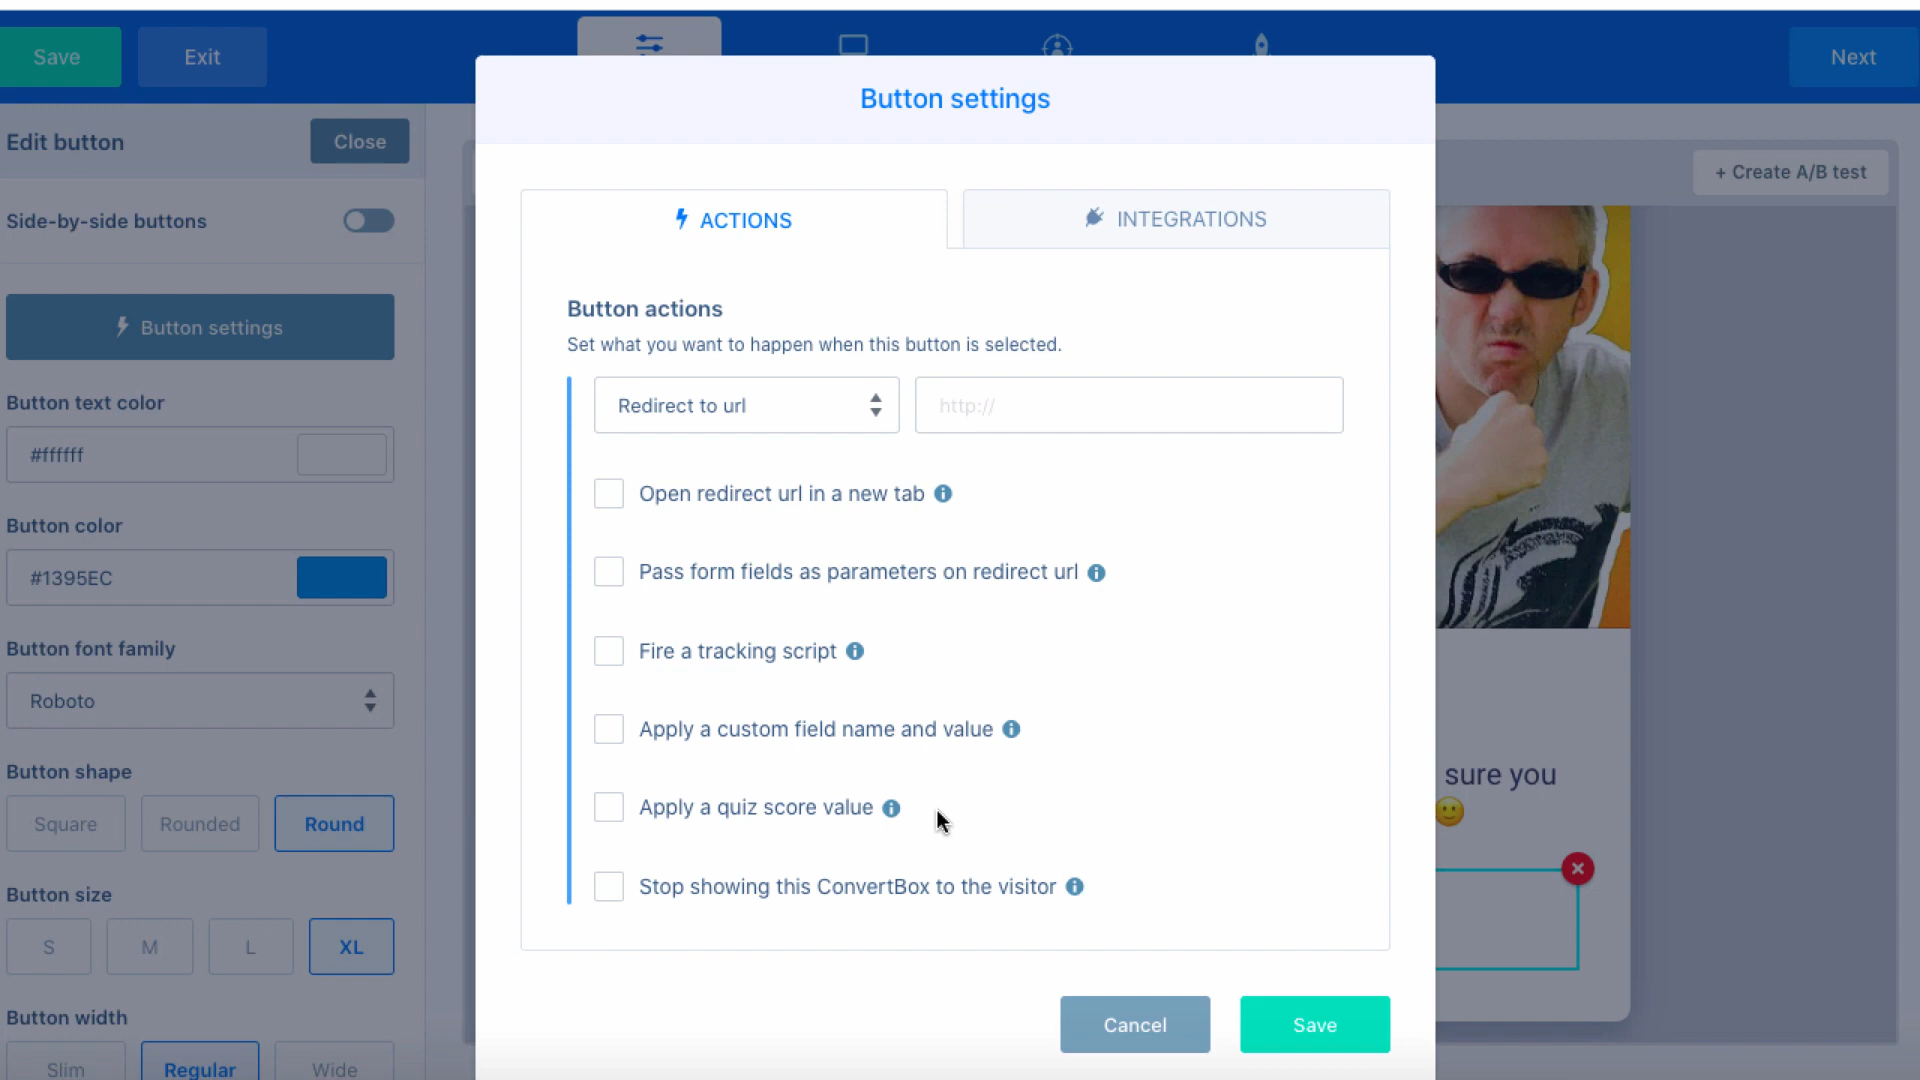 Save
Exit
Next
Button settings
Edit button
Close
+ Create A/B test
Side-by-side buttons
ACTIONS
INTEGRATIONS
Button settings
Button actions
Set what you want to happen when this button is selected.
Button text color
Redirect to url
http://
#ffffff
Open redirect url in a new tab
Button color
#1395EC
Pass form fields as parameters on redirect url
Button font family
Fire a tracking script
Roboto
Apply a custom field name and value
Button shape
sure you
Square
Rounded
Round
Apply a quiz score value
Button size
Stop showing this ConvertBox to the visitor
S
M
L
XL
Button width
Cancel
Save
Slim
Regular
Wide